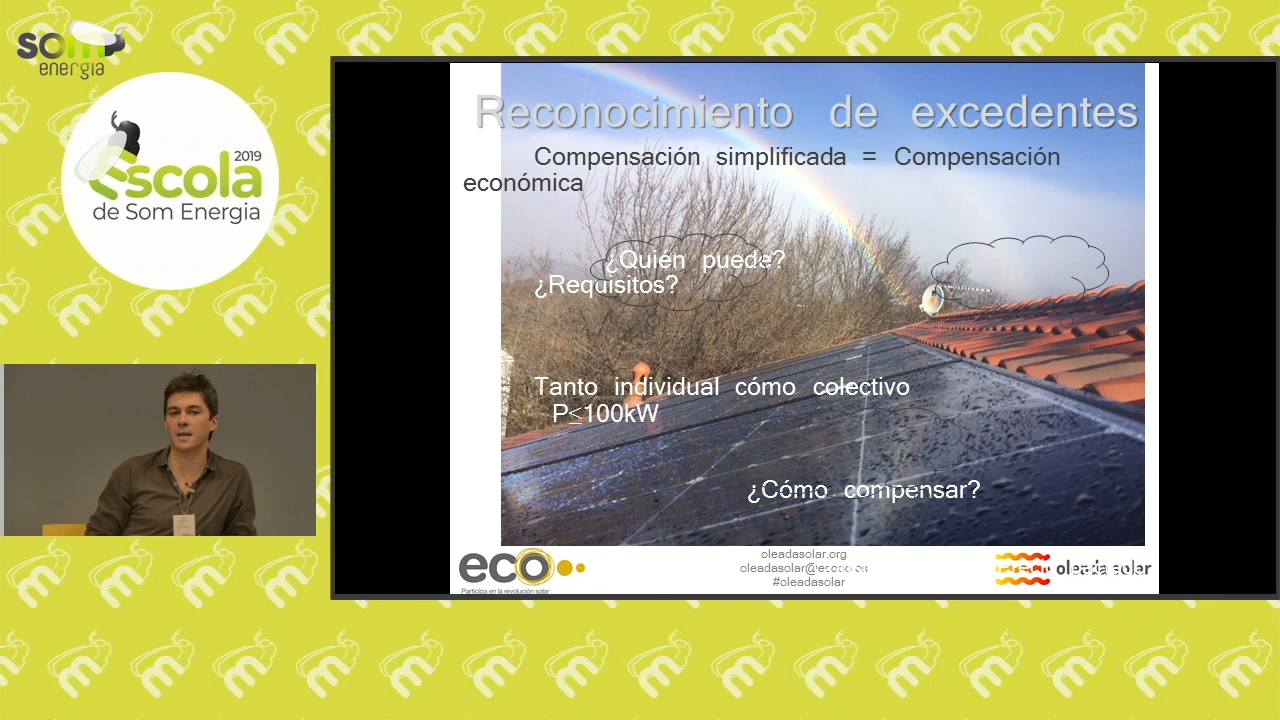 som
energia
2019
Escola
de Som Energia
Reconocimiento de excedentes
Compensación simplificada = Compensación
económica
¿Quién puede?
¿Requisitos?
Tanto individual cómo colectivo
P≤100kW
¿Cómo compensar?
eco
Participa en la revolución solar
oleadasolar.org
#oleadasolar
oleada solar